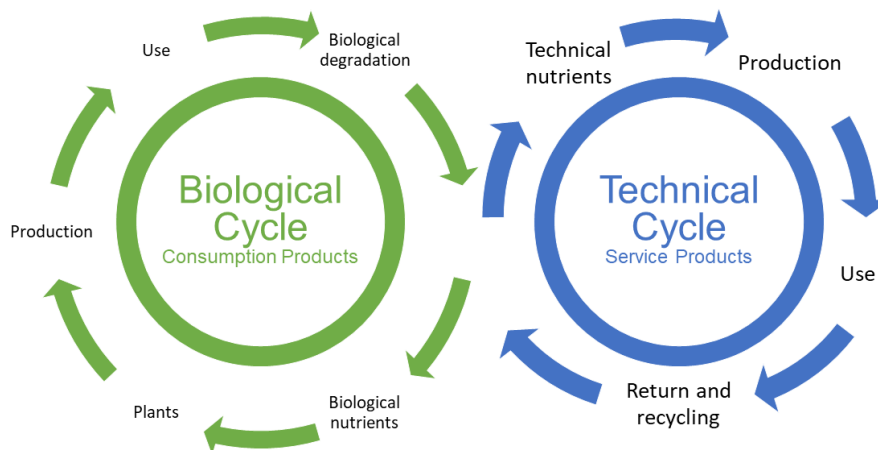 Use
Biological
degradation
Production
Biological
Cycle
Consumption Products
Plants
Biological
nutrients
Technical
nutrients
Production
Technical
Cycle
Service Products
Use
Return and
recycling